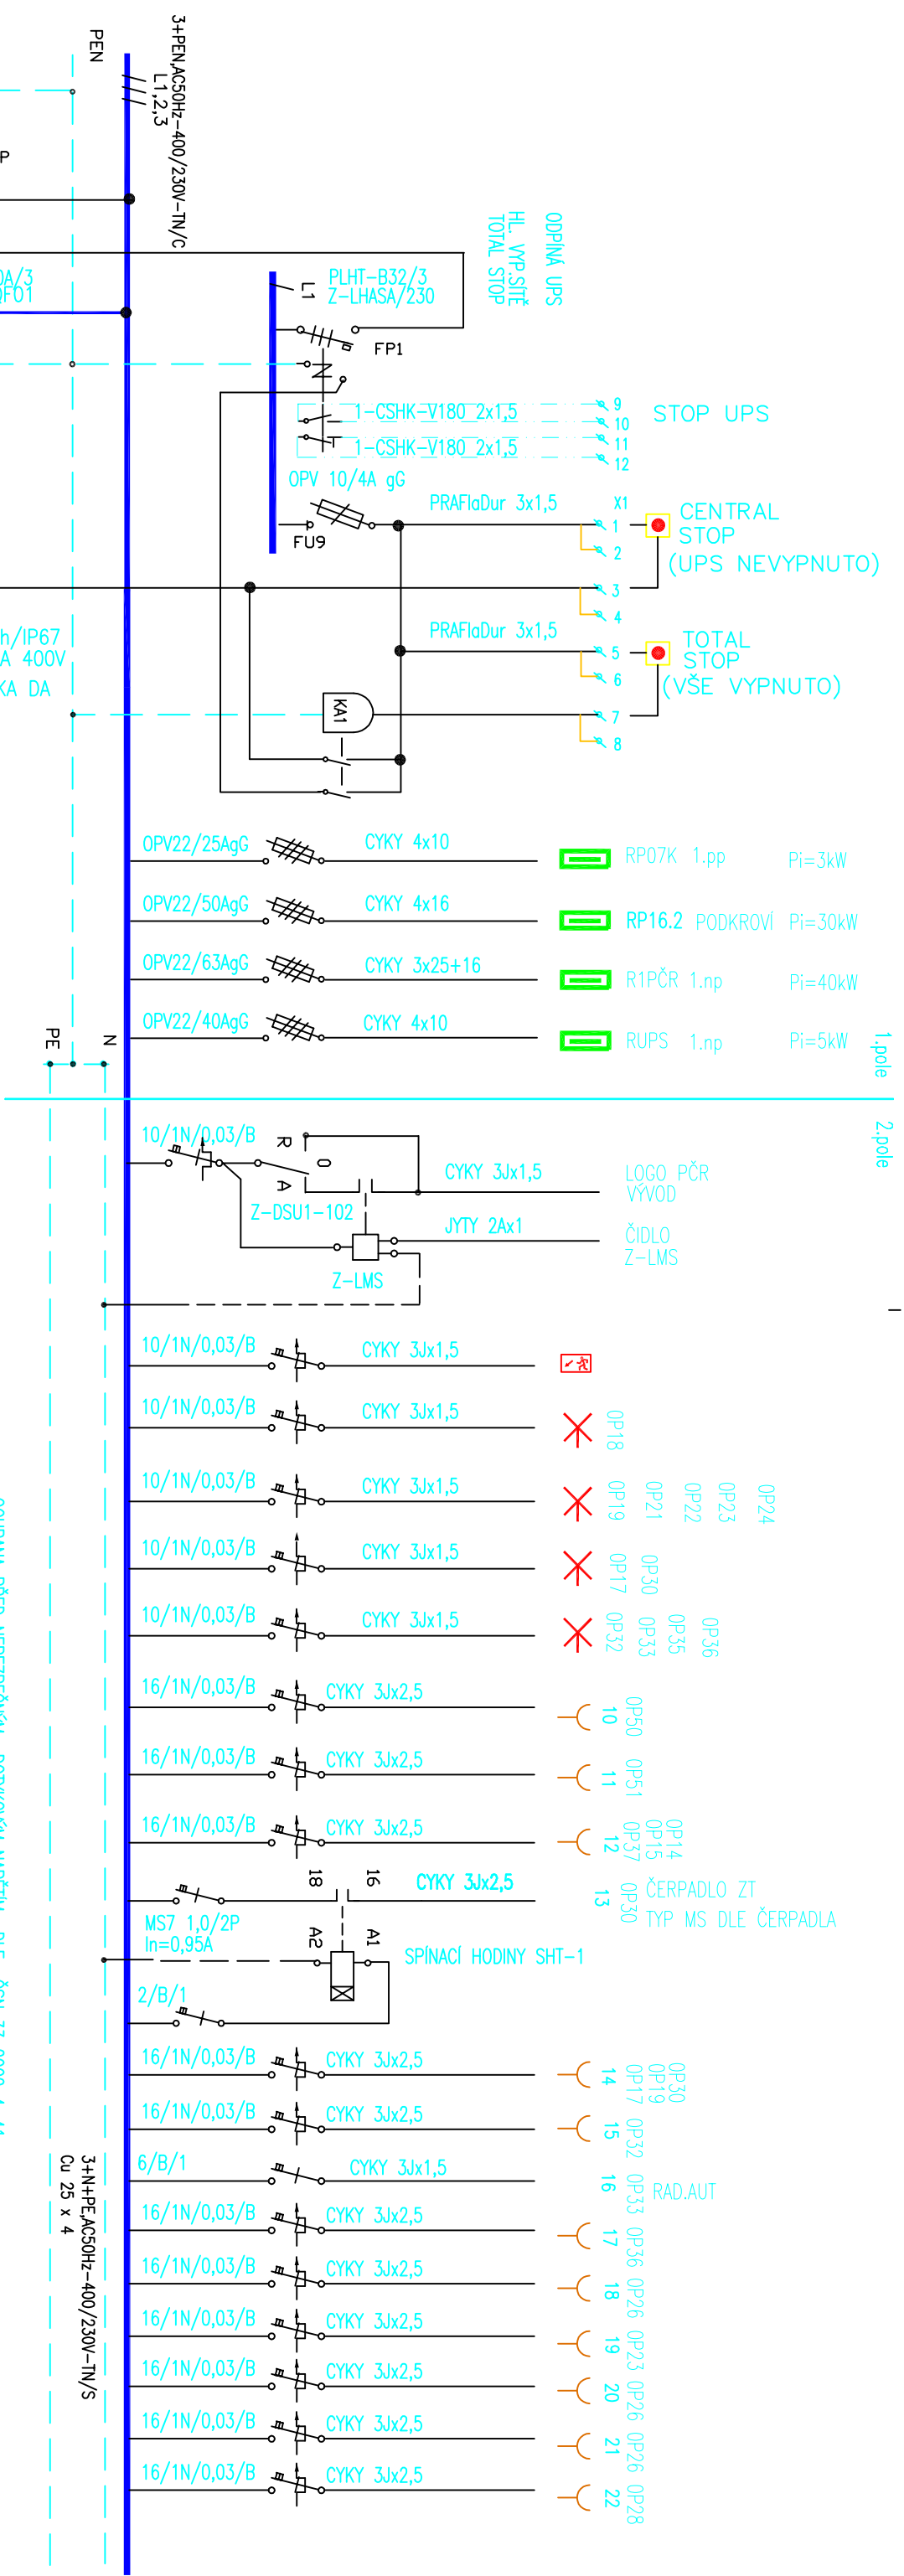 3+PEN,AC50Hz-400/230V-TN/C
L1,2,3
PEN
ODPÍNÁ UPS
HL. VYP.SÍTĚ
TOTAL STOP
PLHT-B32/3
Z-LHASA/230
L1
FP1
9
10
11
12
STOP UPS
1-CSHK-V180 2x1,5
1-CSHK-V180 2x1,5
OPV 10/4A gG
FU9
PRAFlaDur 3x1,5
X1
1
2
3
4
CENTRAL
STOP
(UPS NEVYPNUTO)
h/IP67
A 400V
KA DA
PRAFlaDur 3x1,5
5
6
7
8
TOTAL
STOP
(VŠE VYPNUTO)
KA1
OPV22/25AgG CYKY 4x10 RP07K 1.pp Pi=3kW
OPV22/50AgG CYKY 4x16 RP16.2 PODKROVÍ Pi=30kW
OPV22/63AgG CYKY 3x25+16 R1PČR 1.np Pi=40kW
OPV22/40AgG CYKY 4x10 RUPS 1.np Pi=5kW
PE
N
1.pole
2.pole
10/1N/0,03/B
R
0
A
Z-DSU1-102
CYKY 3Jx1,5
LOGO PČR
VÝVOD
JYTY 2Ax1
ČIDLO
Z-LMS
Z-LMS
10/1N/0,03/B CYKY 3Jx1,5
10/1N/0,03/B CYKY 3Jx1,5 OP18
10/1N/0,03/B CYKY 3Jx1,5 OP19 OP21 OP22 OP23 OP24
10/1N/0,03/B CYKY 3Jx1,5 OP17 OP30
10/1N/0,03/B CYKY 3Jx1,5 OP32 OP33 OP35 OP36
16/1N/0,03/B CYKY 3Jx2,5 10 OP50
16/1N/0,03/B CYKY 3Jx2,5 11 OP51
16/1N/0,03/B CYKY 3Jx2,5 12 OP37 OP15 OP14
18
16
CYKY 3Jx2,5 13 OP30
ČERPADLO ZT
TYP MS DLE ČERPADLA
MS7 1,0/2P
In=0,95A
A2
A1
SPÍNACÍ HODINY SHT-1
2/B/1
16/1N/0,03/B CYKY 3Jx2,5 14 OP17 OP19 OP30
16/1N/0,03/B CYKY 3Jx2,5 15 OP32
6/B/1 CYKY 3Jx1,5 16 OP33 RAD.AUT
16/1N/0,03/B CYKY 3Jx2,5 17 OP36
16/1N/0,03/B CYKY 3Jx2,5 18 OP26
16/1N/0,03/B CYKY 3Jx2,5 19 OP23
16/1N/0,03/B CYKY 3Jx2,5 20 OP26
16/1N/0,03/B CYKY 3Jx2,5 21 OP26
16/1N/0,03/B CYKY 3Jx2,5 22 OP28
3+N+PE,AC50Hz-400/230V-TN/S
Cu 25 x 4